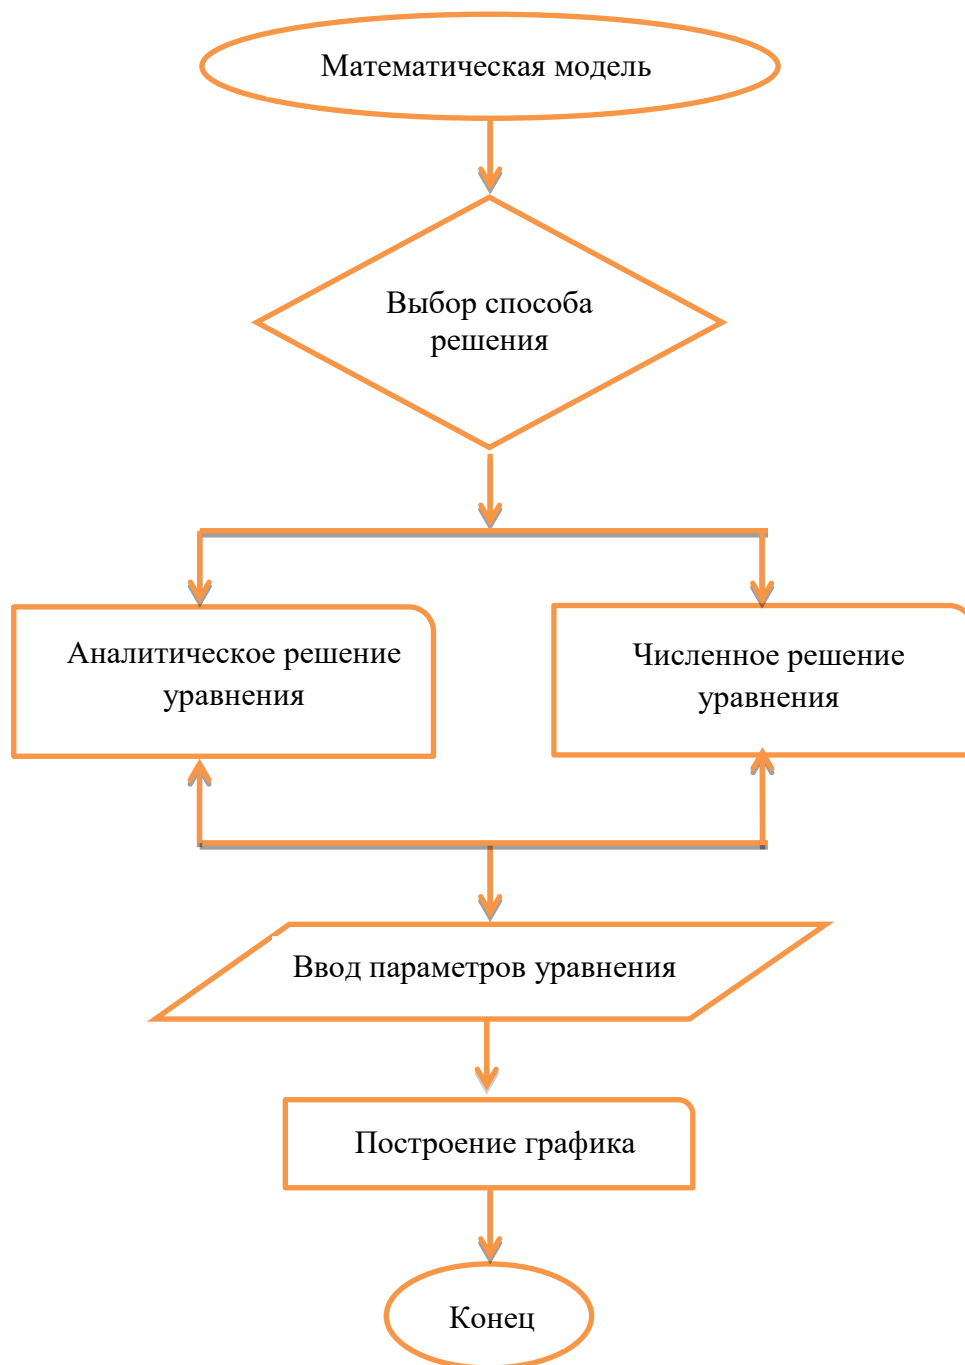 Математическая модель
Выбор способа
решения
Аналитическое решение
уравнения
Численное решение
уравнения
Ввод параметров уравнения
Построение графика
Конец